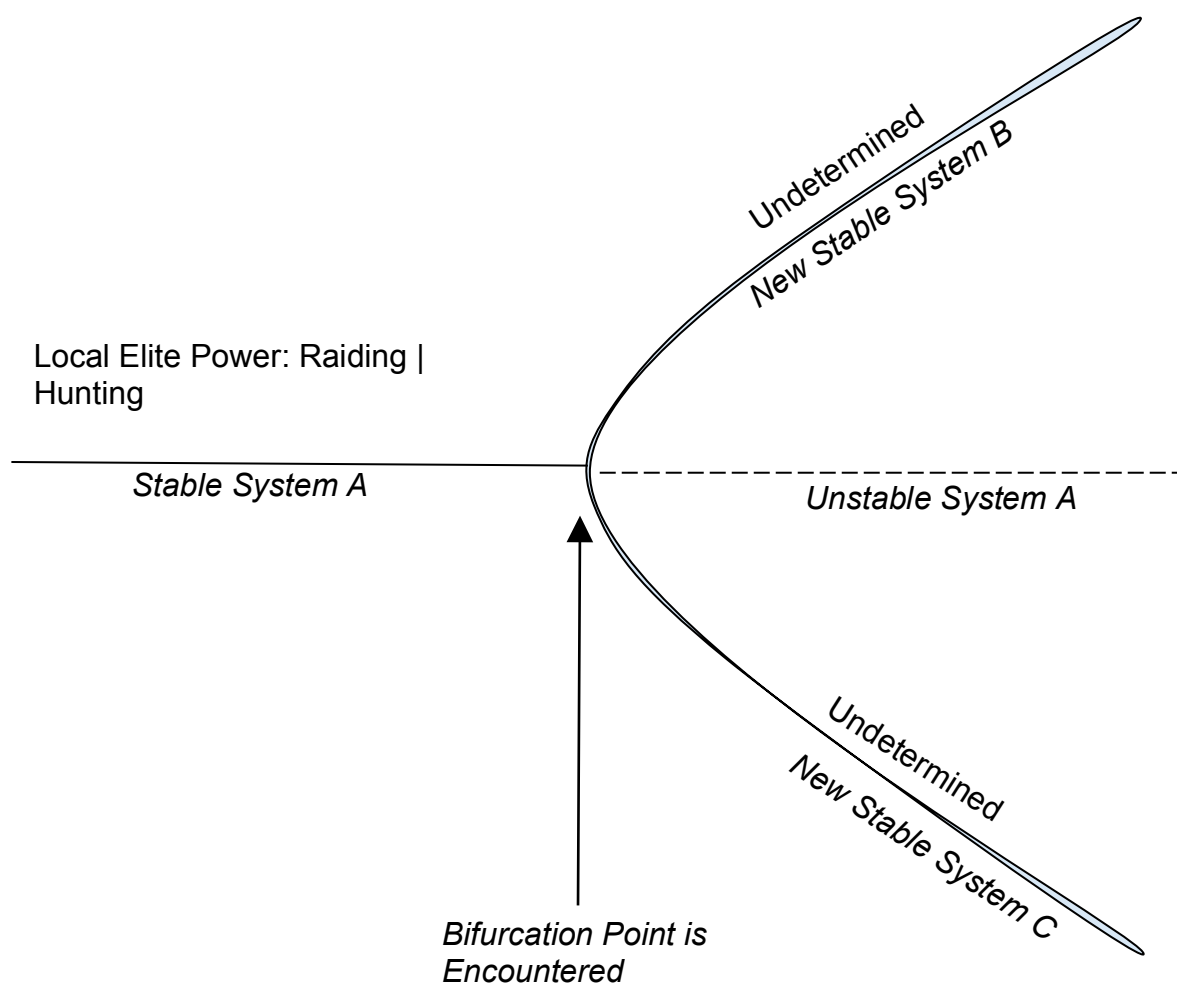 Undetermined
New Stable System B
Local Elite Power: Raiding |
Hunting
Stable System A
Unstable System A
Undetermined
New Stable System C
Bifurcation Point is
Encountered